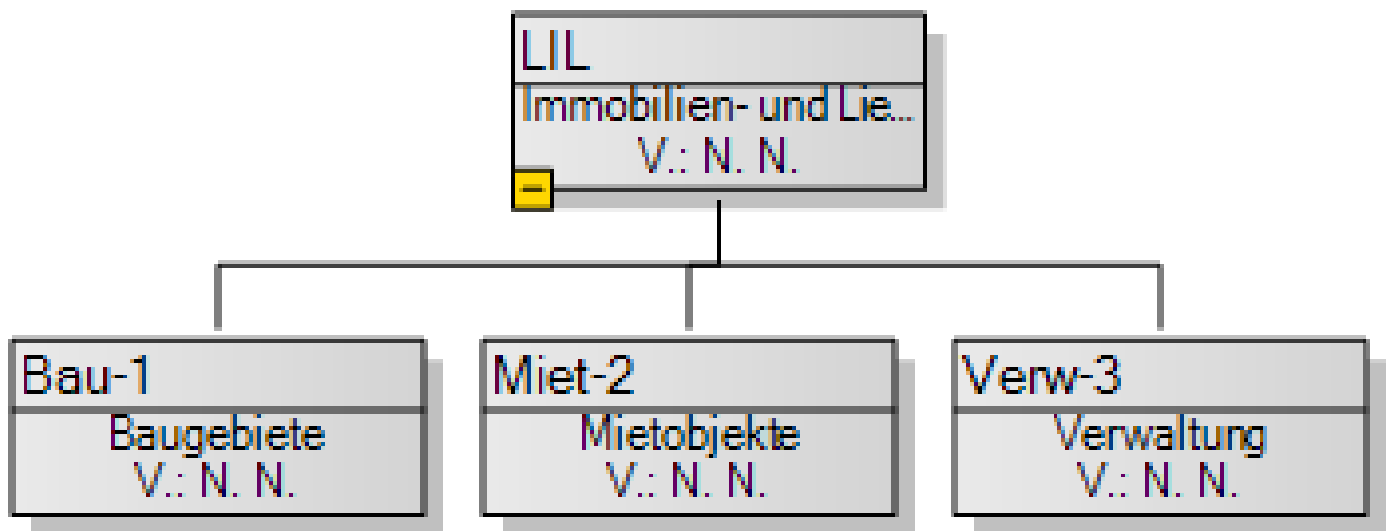 LIL
Immobilien- und Lie...
V.: N. N.
Bau-1
Baugebiete
V.: N. N.
Miet-2
Mietobjekte
V.: N. N.
Verw-3
Verwaltung
V.: N. N.